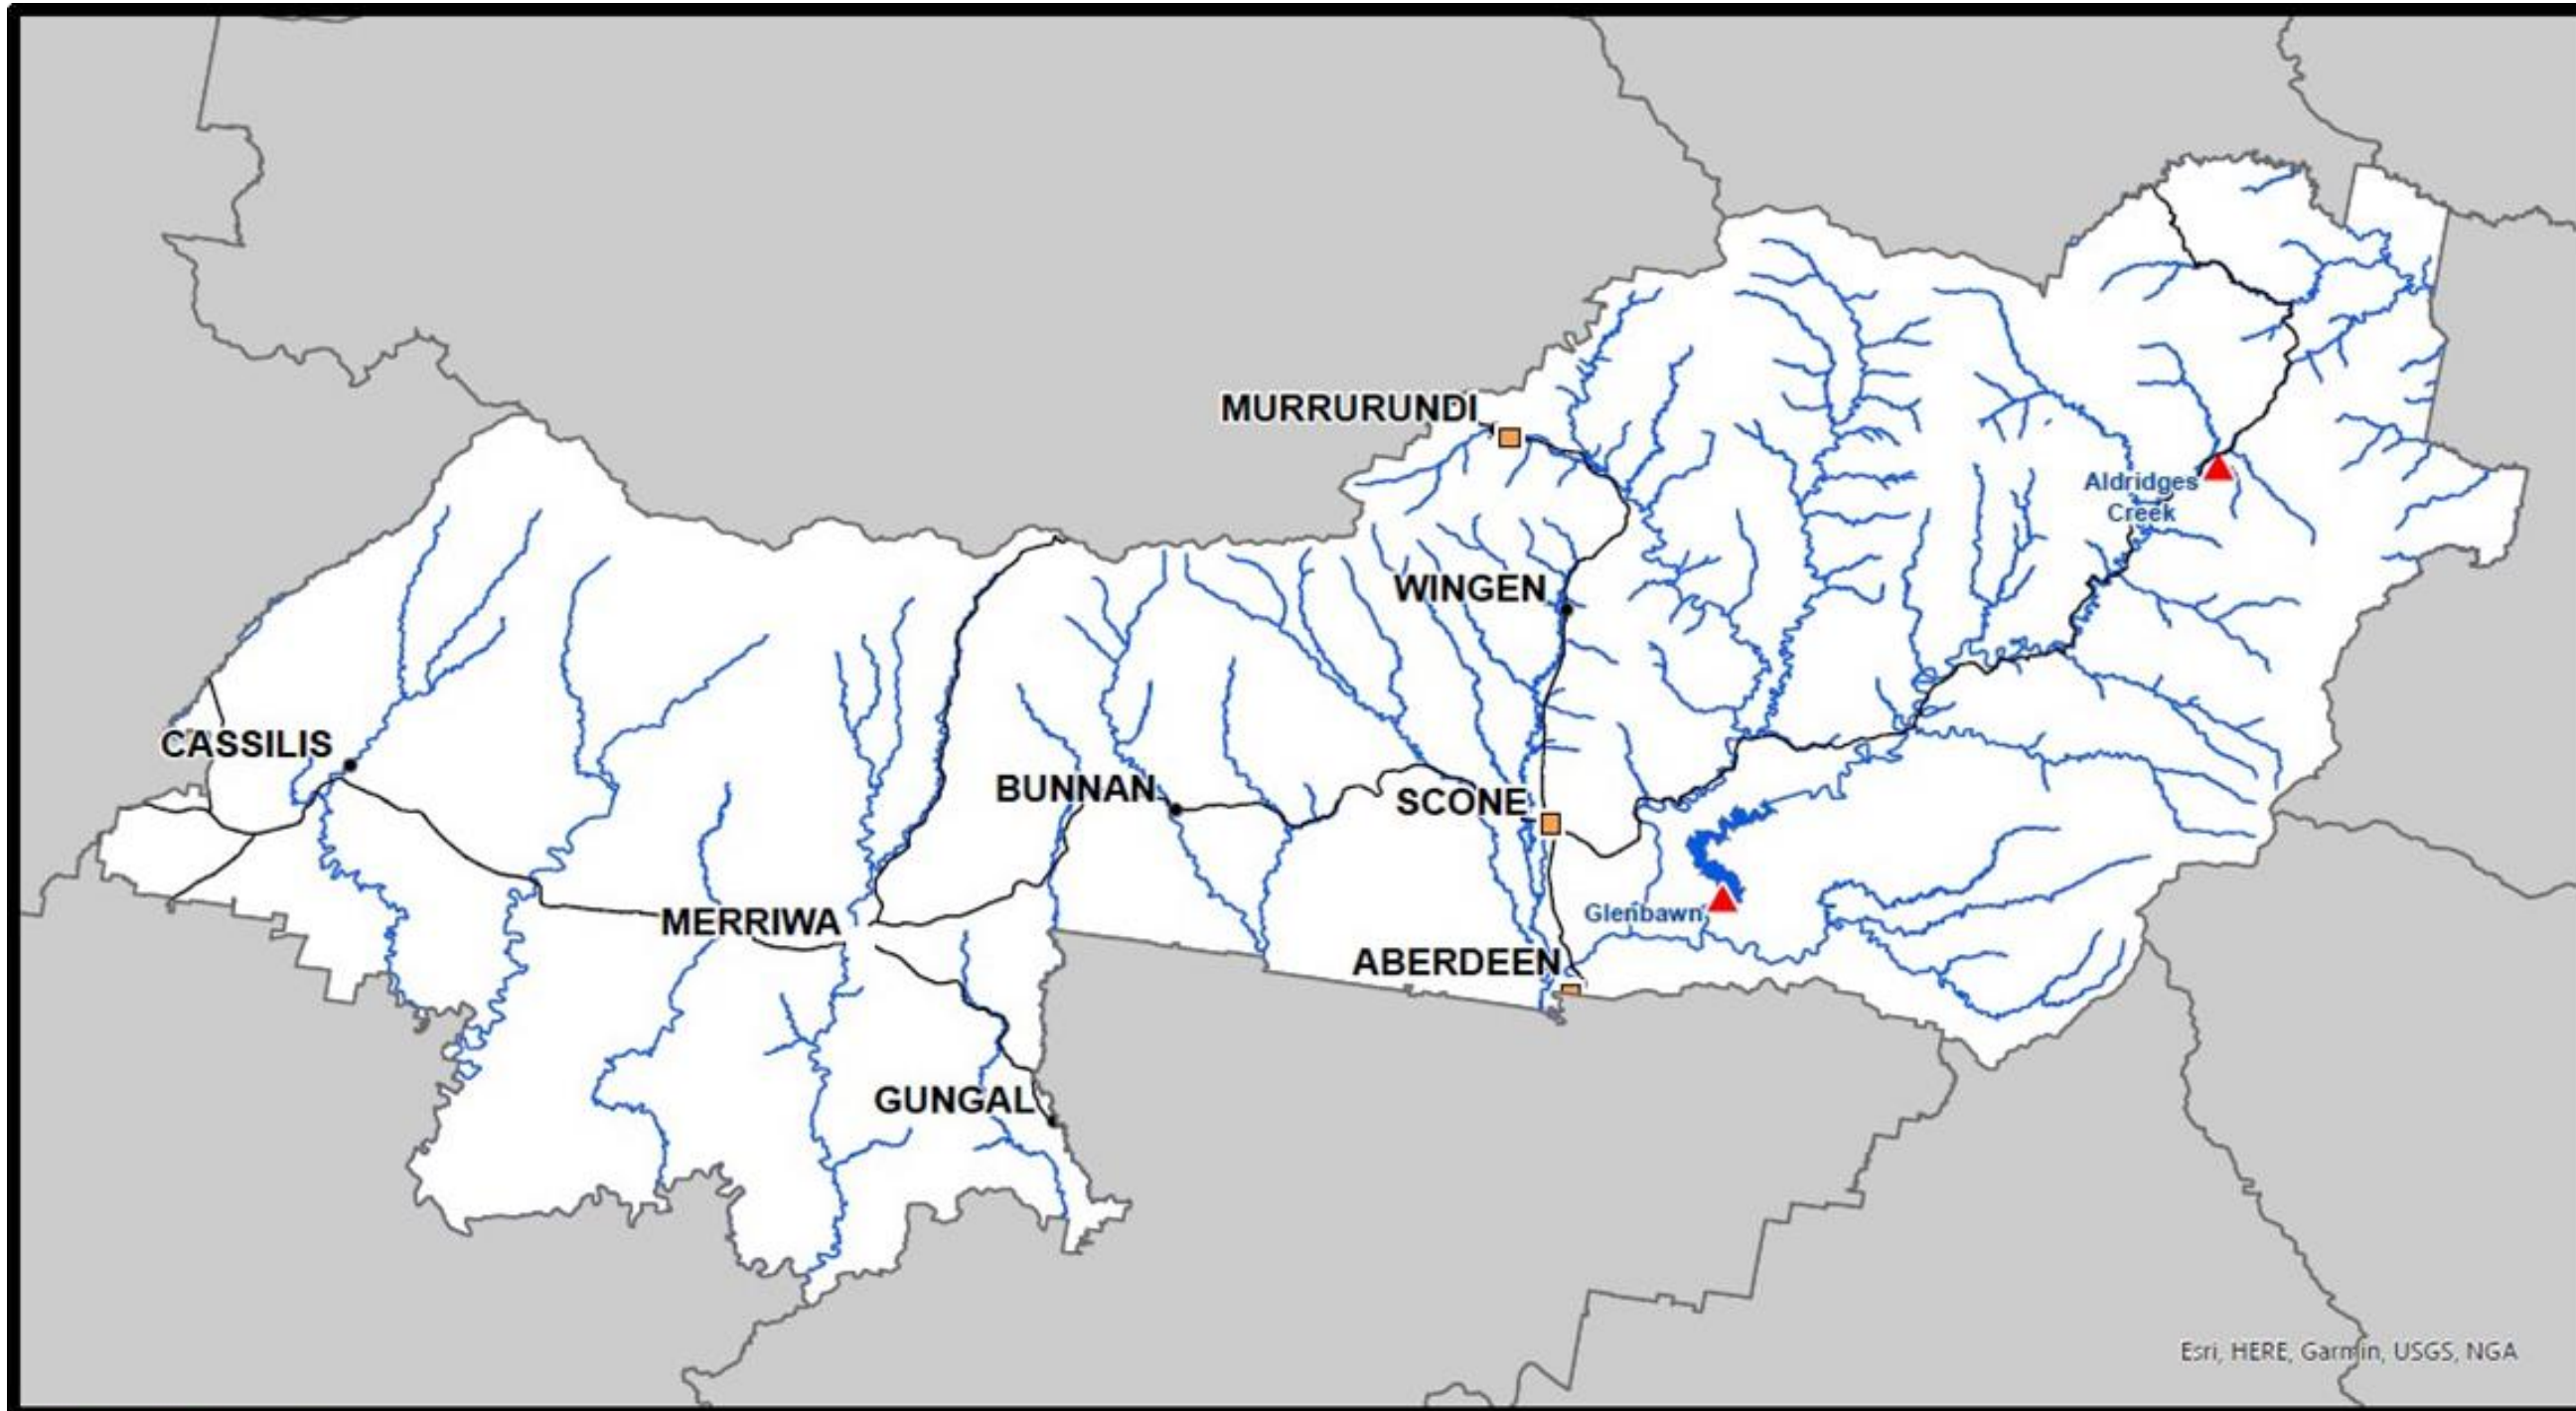 MURRURUNDI
Aldridges
Creek
WINGEN
CASSILIS
BUNNAN
SCONE
MERRIWA
Glenbawn
ABERDEEN
GUNGAL
Esri, HERE, Garmin, USGS, NGA